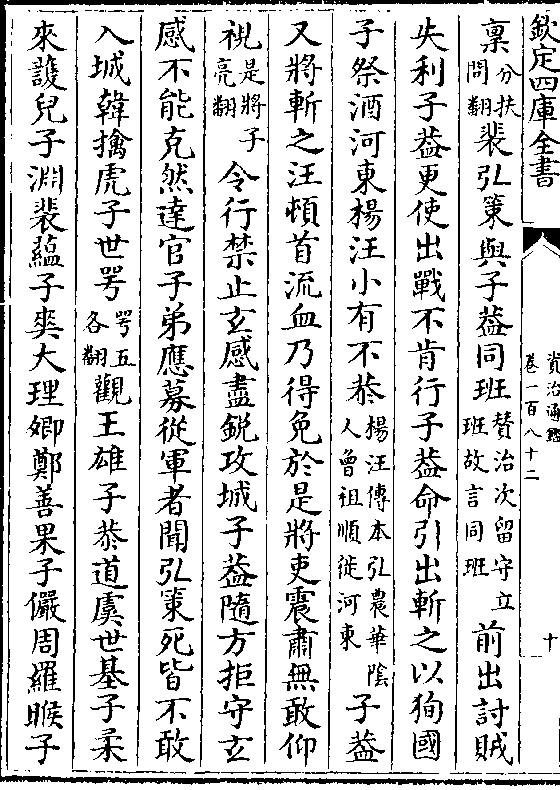 欽定四庫全書
資治通鑑
卷一百八十二
十
稟分扶問翻裴弘策與子葢同班贊治次留守立班故言同班前出討賊
失利子葢更使出戰不肯行子葢命引出斬之以狥國
子祭酒河東楊汪小有不恭楊汪傳本弘農華隂人曾祖順徙河東子葢
又將斬之汪頓首流血乃得免於是將吏震肅無敢仰
視是將子亮翻令行禁止玄感盡銳攻城子葢隨方拒守玄
感不能克然達官子弟應募從軍者聞弘策死皆不敢
入城韓擒虎子世咢咢五各翻觀王雄子恭道虞世基子柔
來護兒子淵裴藴子爽大理卿鄭善果子儼周羅睺子